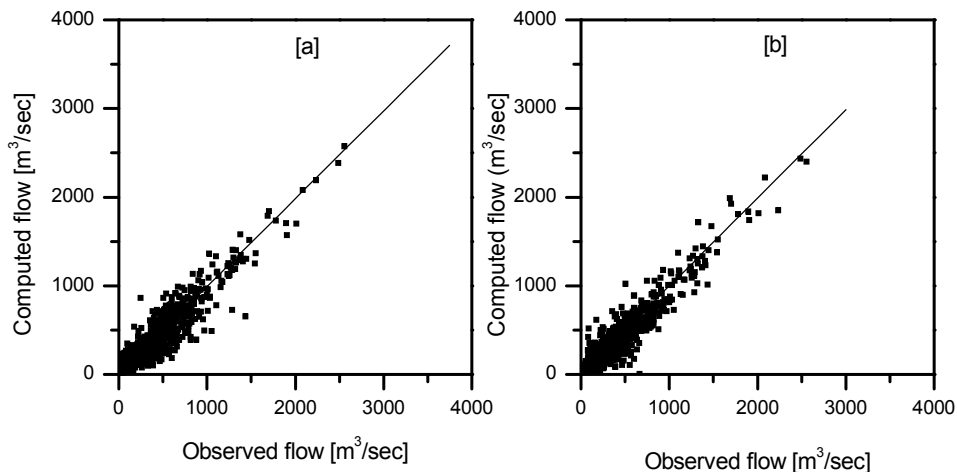 [a]
Computed flow [m³/sec]
4000
3000
2000
1000
0
0 1000 2000 3000 4000
Observed flow [m³/sec]
[b]
Computed flow (m³/sec]
4000
3000
2000
1000
0
0 1000 2000 3000 4000
Observed flow [m³/sec]